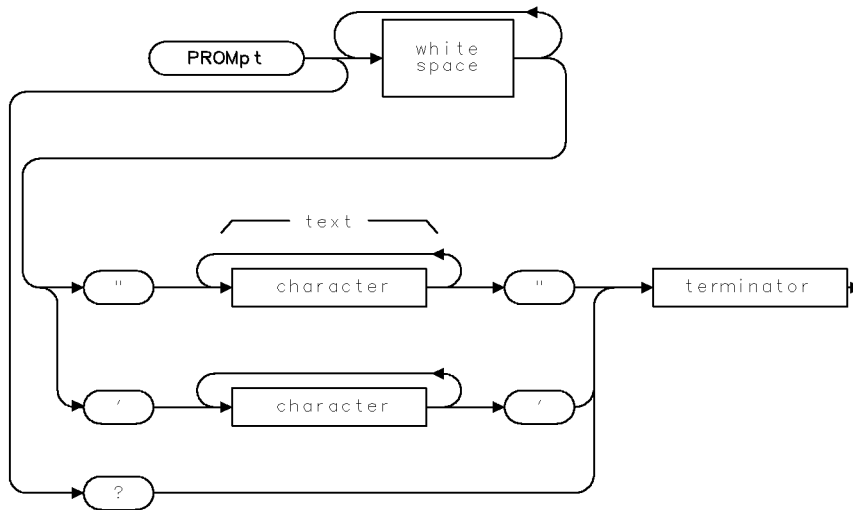 PROMpt
white
space
text
"
character
"
terminator
'
character
'
?